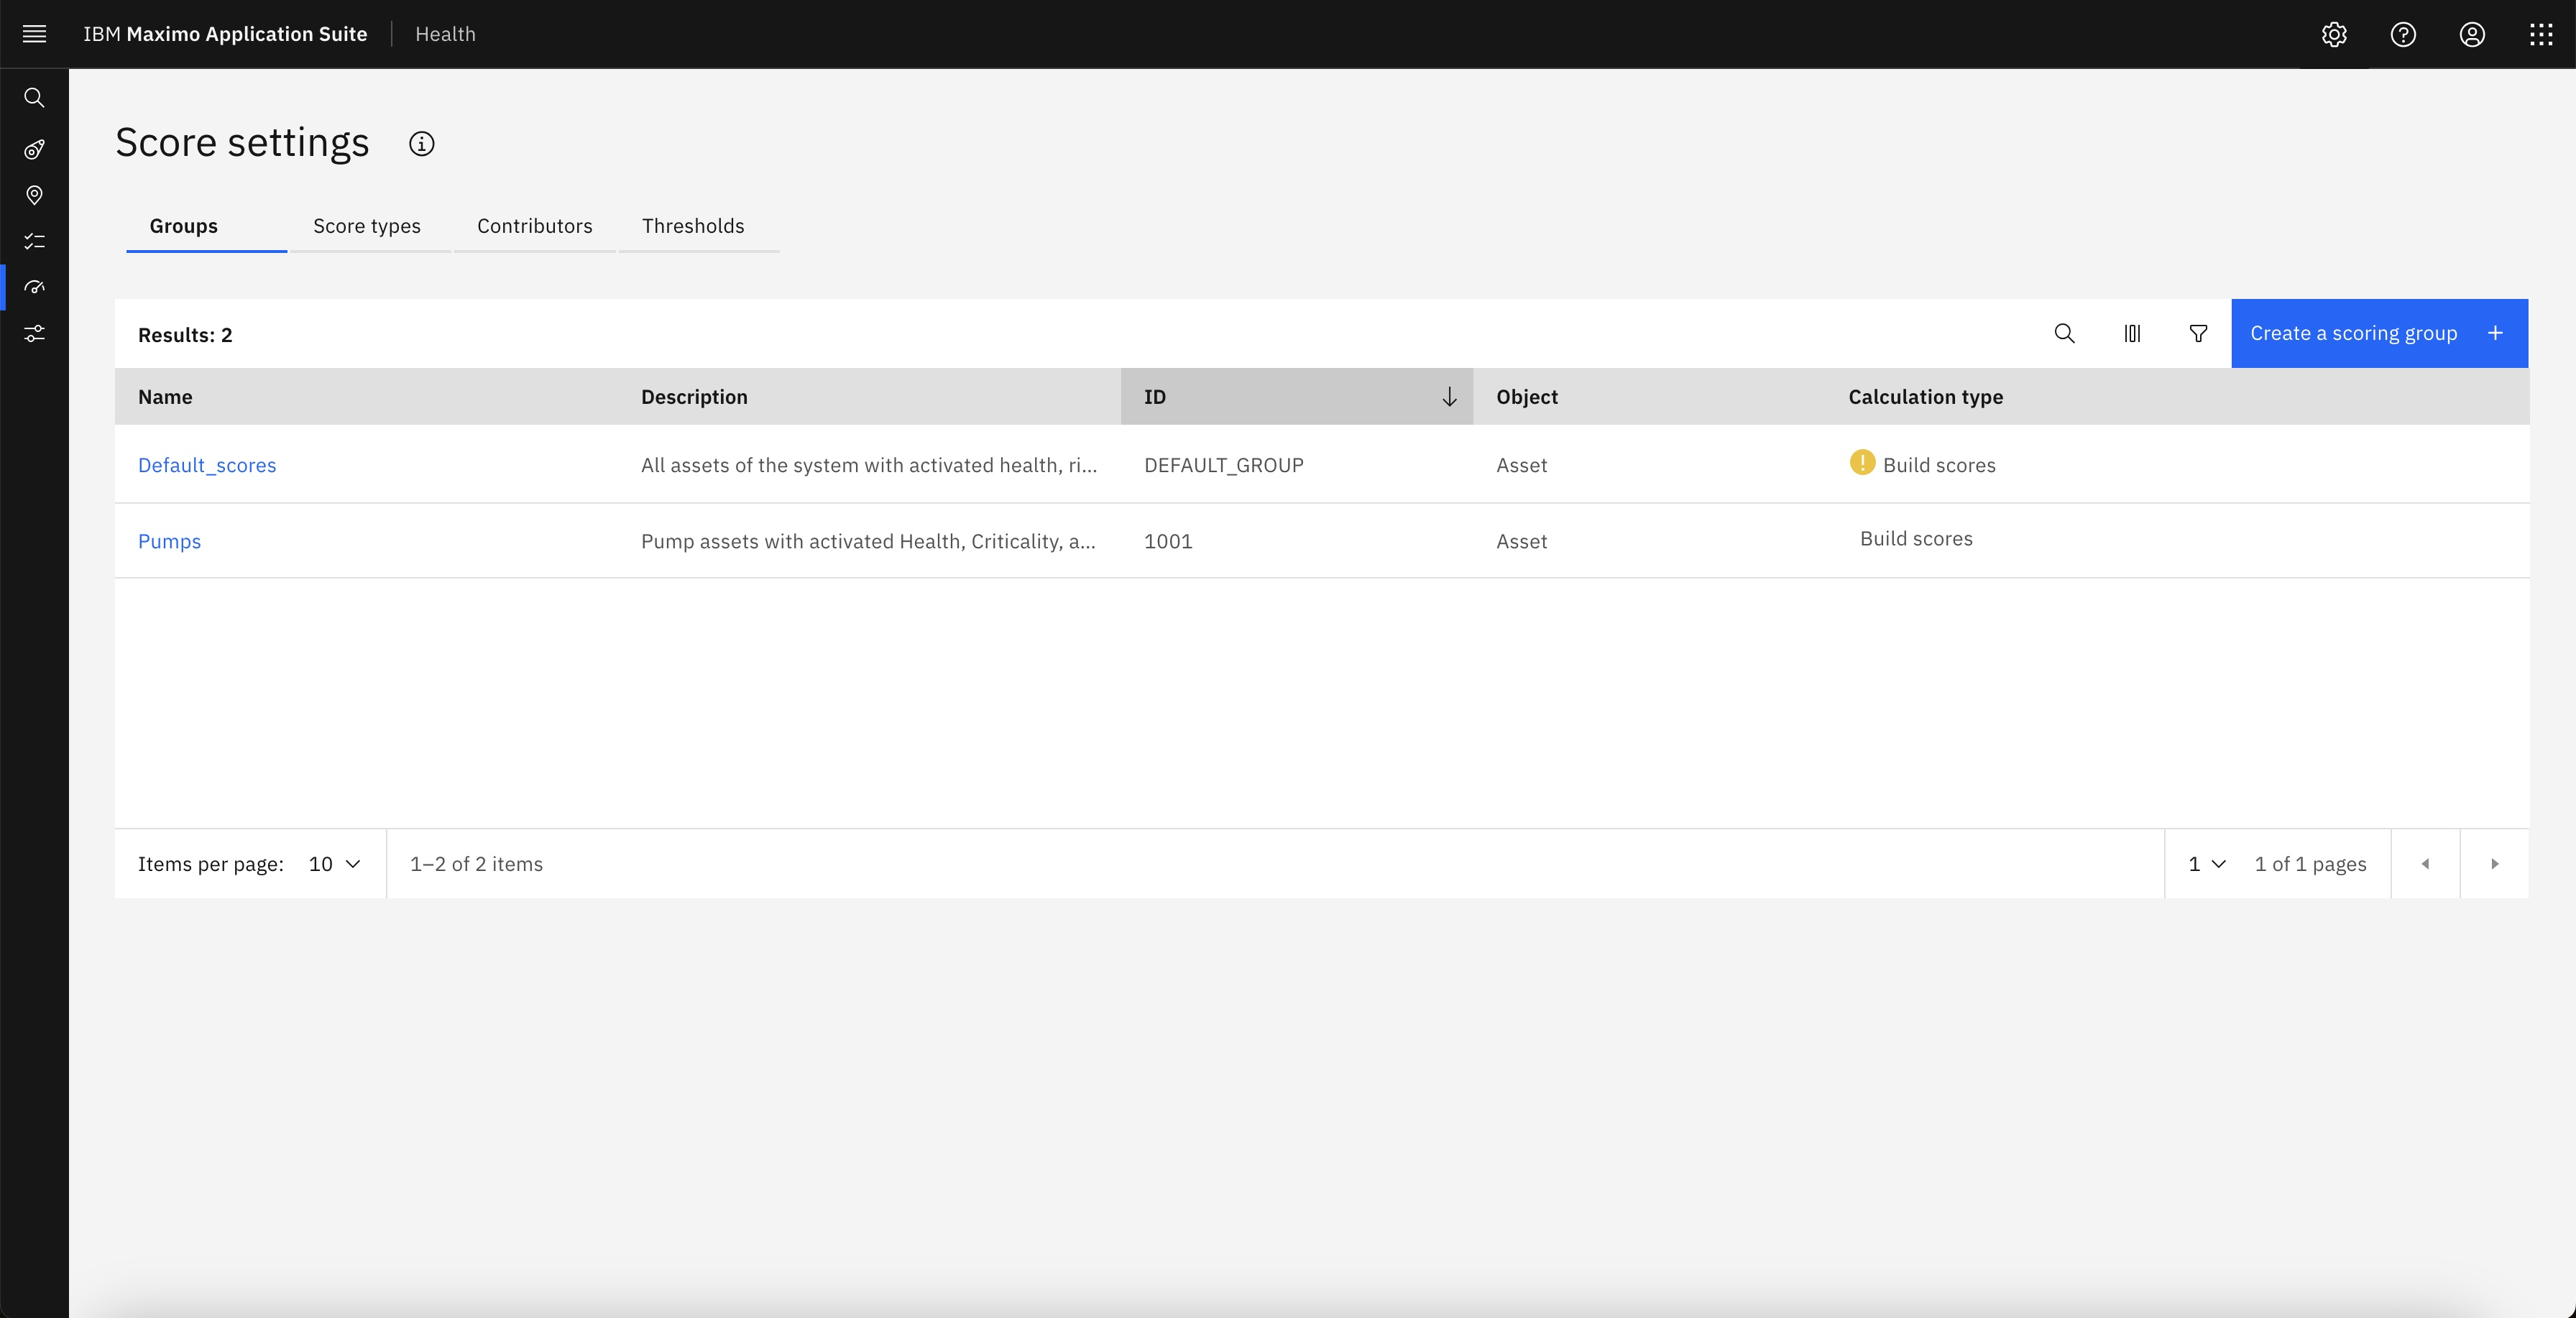 IBM Maximo Application Suite Health
Score settings
Groups Score types Contributors Thresholds
Results: 2 Create a scoring group +
Name Description ID Object Calculation type
Default_scores All assets of the system with activated health, ri... DEFAULT_GROUP Asset Build scores
Pumps Pump assets with activated Health, Criticality, a... 1001 Asset Build scores
Items per page: 10 1–2 of 2 items 1 1 of 1 pages